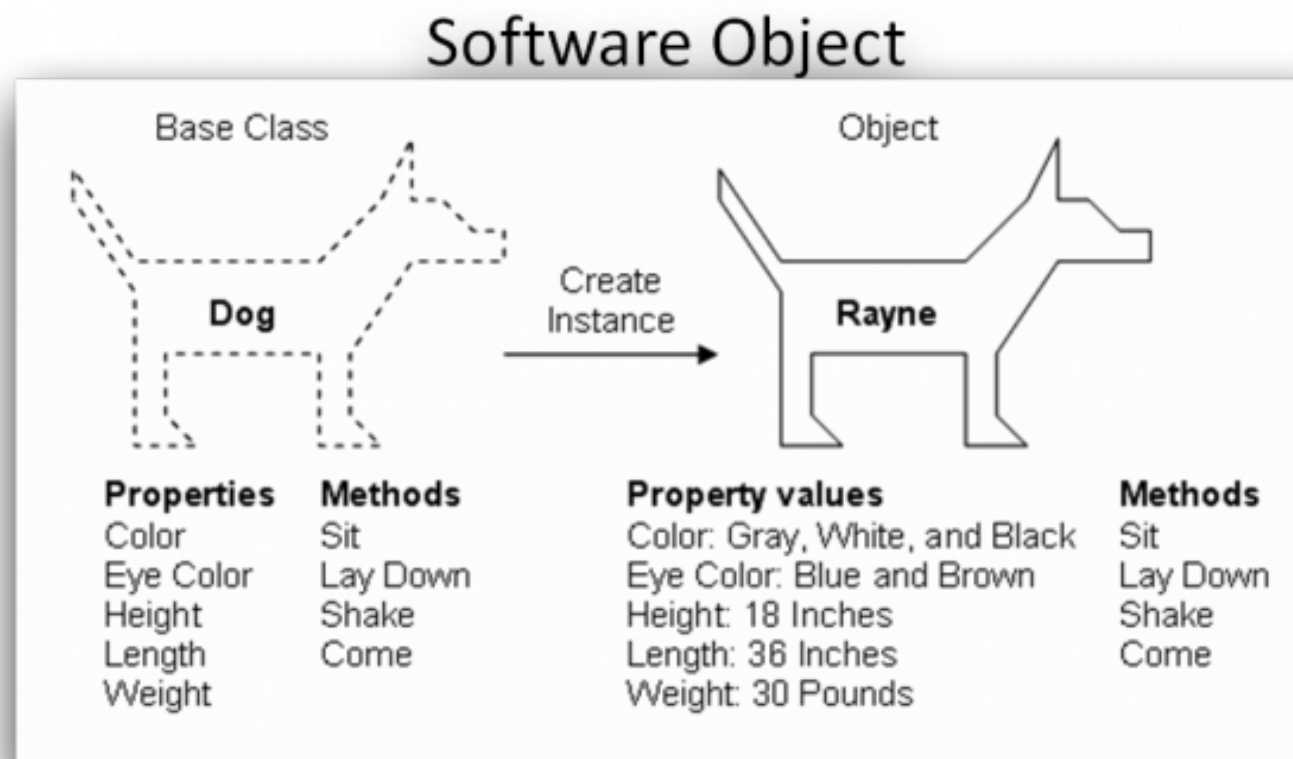 Software Object
Base Class
Object
Dog
Create
Instance
Rayne
Properties
Color
Eye Color
Height
Length
Weight
Methods
Sit
Lay Down
Shake
Come
Property values
Color: Gray, White, and Black
Eye Color: Blue and Brown
Height: 18 Inches
Length: 36 Inches
Weight: 30 Pounds
Methods
Sit
Lay Down
Shake
Come